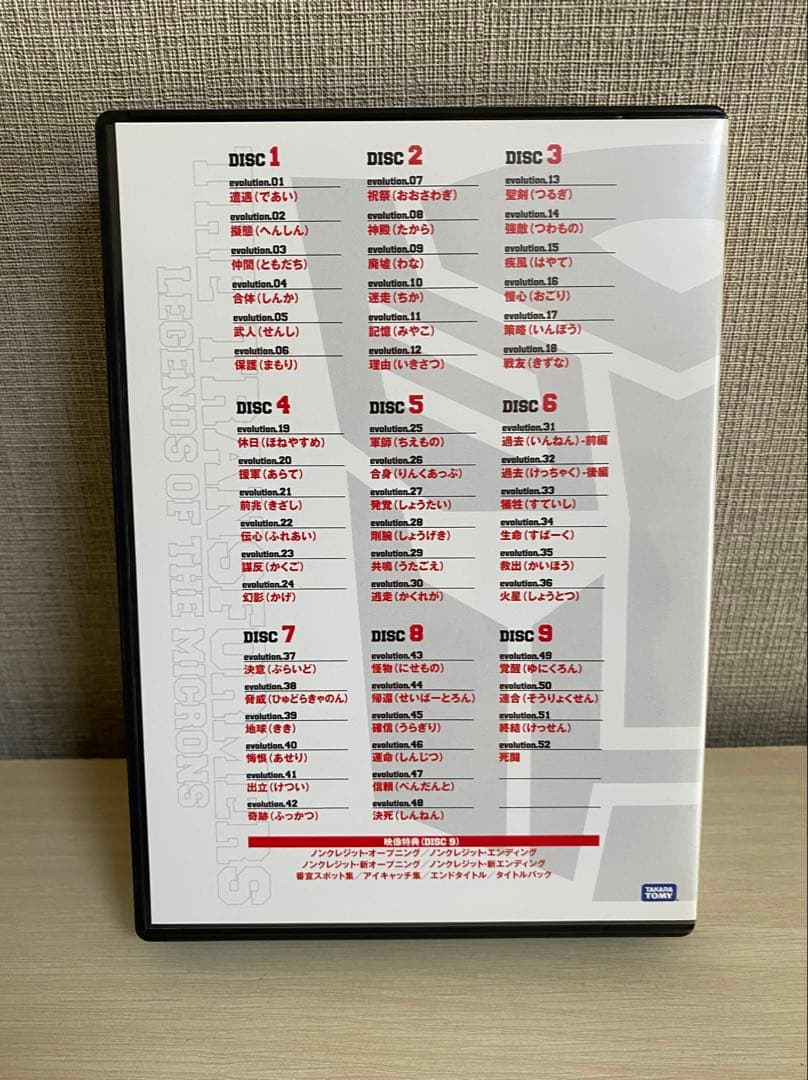 DISC 1
evolution.01
遭遇(であい)
evolution.02
擬態(へんしん)
evolution.03
仲間(ともだち)
evolution.04
合体(しんか)
evolution.05
武人(せんし)
evolution.06
保護(まもり)
DISC 2
evolution.07
祝祭(おおさわぎ)
evolution.08
神殿(たから)
evolution.09
廃墟(わな)
evolution.10
迷走(ちか)
evolution.11
記憶(みやこ)
evolution.12
理由(いきさつ)
DISC 3
evolution.13
聖剣(つるぎ)
evolution.14
強敵(つわもの)
evolution.15
疾風(はやて)
evolution.16
慢心(おごり)
evolution.17
策略(いんぼう)
evolution.18
戦友(きずな)
DISC 4
evolution.19
休日(ほねやすめ)
evolution.20
援軍(あらて)
evolution.21
前兆(きざし)
evolution.22
伝心(ふれあい)
evolution.23
謀反(かくご)
evolution.24
幻影(かげ)
DISC 5
evolution.25
軍師(ちえもの)
evolution.26
合身(りんくあっぷ)
evolution.27
発覚(しょうたい)
evolution.28
剛腕(しょうげき)
evolution.29
共鳴(うたごえ)
evolution.30
逃走(かくれが)
DISC 6
evolution.31
過去(いんねん)-前編
evolution.32
過去(けっちゃく)-後編
evolution.33
犠牲(すていし)
evolution.34
生命(すぱーく)
evolution.35
救出(かいほう)
evolution.36
火星(しょうとつ)
DISC 7
evolution.37
決意(ぷらいど)
evolution.38
脅威(ひゅどらきゃのん)
evolution.39
地球(きき)
evolution.40
悔恨(あせり)
evolution.41
出立(けつい)
evolution.42
奇跡(ふっかつ)
DISC 8
evolution.43
怪物(にせもの)
evolution.44
帰還(せいばーとろん)
evolution.45
確信(うらぎり)
evolution.46
運命(しんじつ)
evolution.47
信頼(ぺんだんと)
evolution.48
決死(しんねん)
DISC 9
evolution.49
覚醒(ゆにくろん)
evolution.50
連合(そうりょくせん)
evolution.51
終結(けっせん)
evolution.52
死闘
映像特典(DISC 9)
ノンクレジット・オープニング/ノンクレジット・エンディング
ノンクレジット・新オープニング/ノンクレジット・新エンディング
番宣スポット集/アイキャッチ集/エンドタイトル/タイトルバック
TAKARA
TOMY
THE TRANSFORMERS
LEGENDS OF THE MICRONS